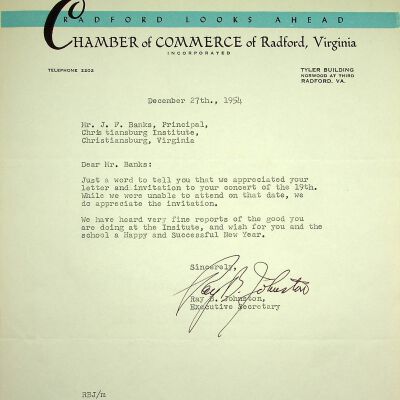 RADFORD LOOKS AHEAD
CHAMBER of COMMERCE of Radford, Virginia
INCORPORATED
TELEPHONE 2202
TYLER BUILDING
NORWOOD AT THIRD
RADFORD, VA.
December 27th., 1954
Mr. J. F. Banks, Principal,
Christiansburg Institute,
Christiansburg, Virginia
Dear Mr. Banks:
Just a word to tell you that we appreciated your
letter and invitation to your concert of the 19th.
While we were unable to attend on that date, we
do appreciate the invitation.
We have heard very fine reports of the good you
are doing at the Insitute, and wish for you and the
school a Happy and Successful New Year.
Sincerely,
Ray B. Johnston
Ray B. Johnston,
Executive Secretary
RBJ/m